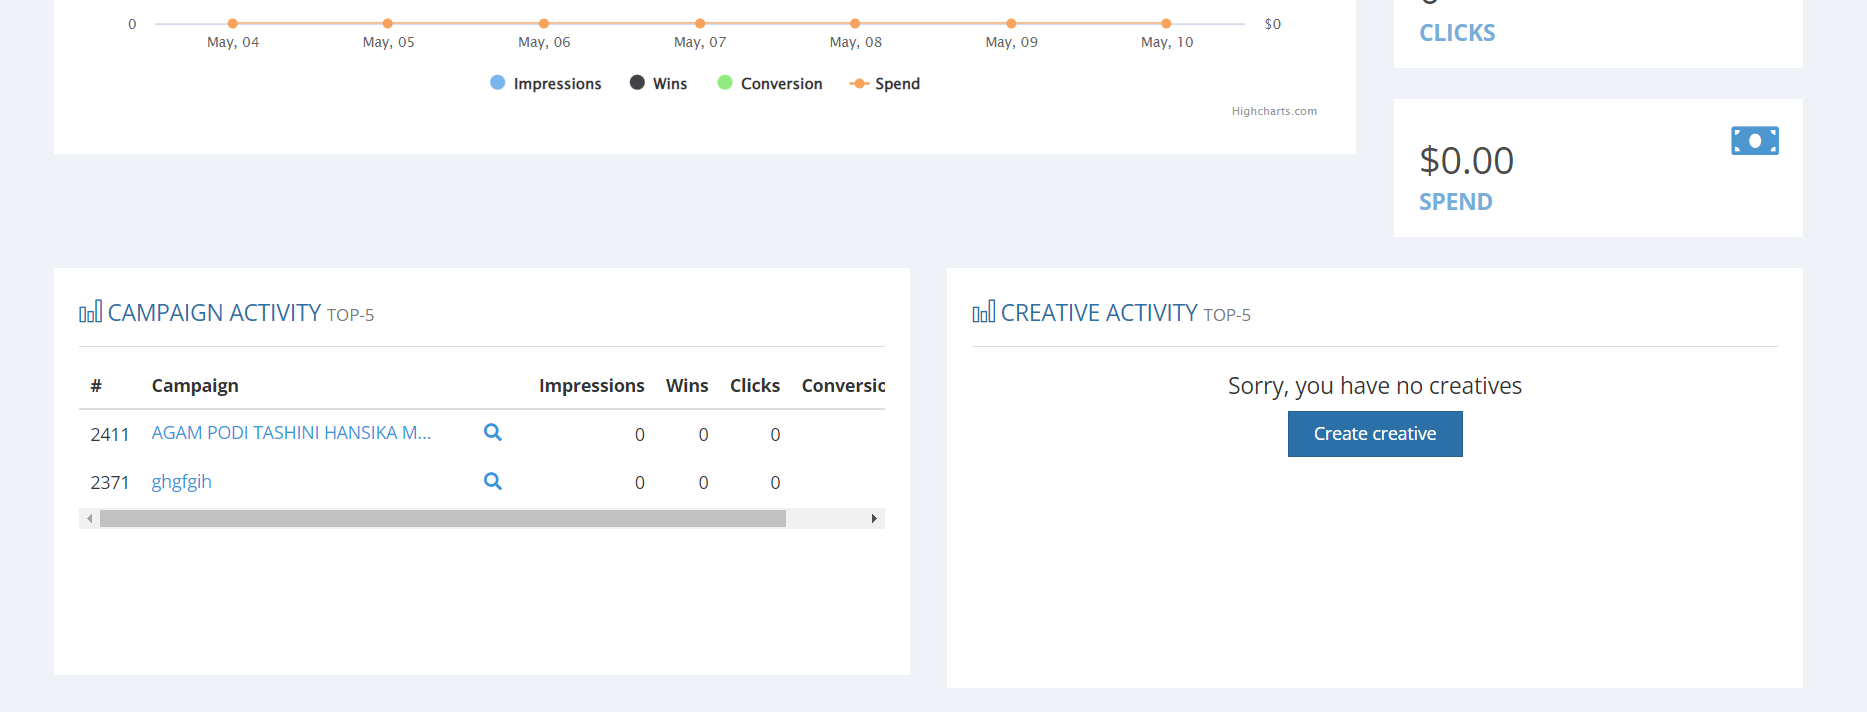 0 $0
May, 04 May, 05 May, 06 May, 07 May, 08 May, 09 May, 10
Impressions Wins Conversion Spend
Highcharts.com
CLICKS
$0.00
SPEND
CAMPAIGN ACTIVITY TOP-5
# Campaign Impressions Wins Clicks Conversio
2411 AGAM PODI TASHINI HANSIKA M... 0 0 0
2371 ghgfgih 0 0 0
CREATIVE ACTIVITY TOP-5
Sorry, you have no creatives
Create creative